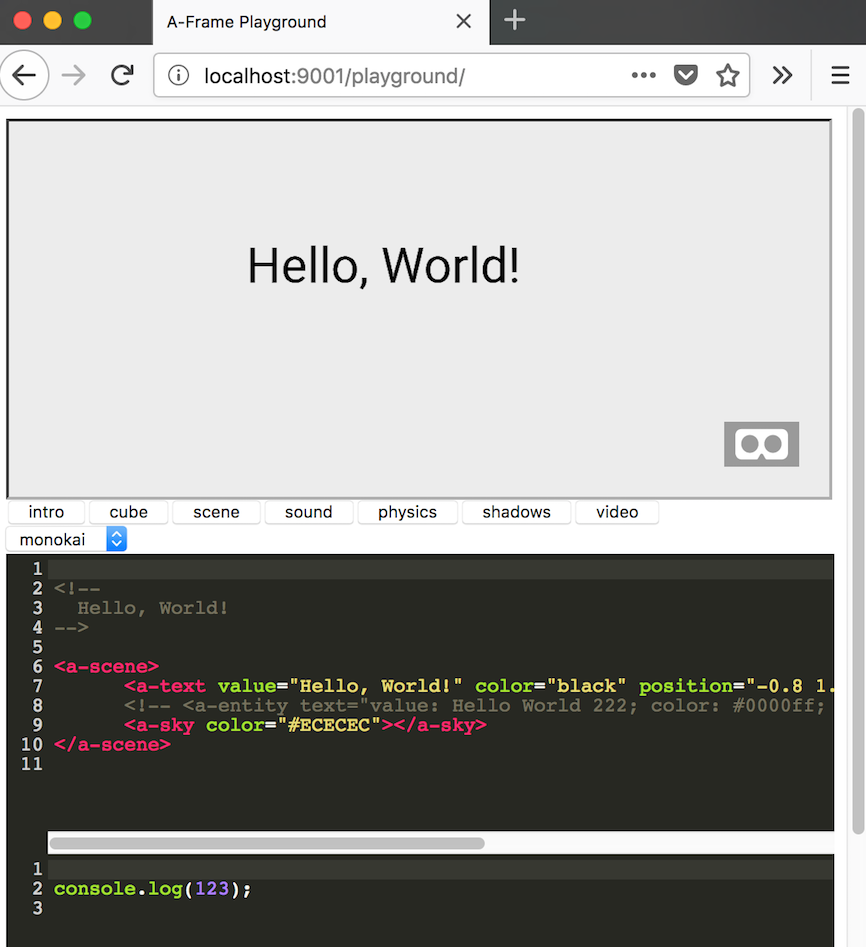 A-Frame Playground
localhost:9001/playground/
Hello, World!
intro cube scene sound physics shadows video
monokai
1
2 <!--
3   Hello, World!
4 -->
5
6 <a-scene>
7       <a-text value="Hello, World!" color="black" position="-0.8 1.
8       <!-- <a-entity text="value: Hello World 222; color: #0000ff;
9       <a-sky color="#ECECEC"></a-sky>
10 </a-scene>
11
1
2 console.log(123);
3